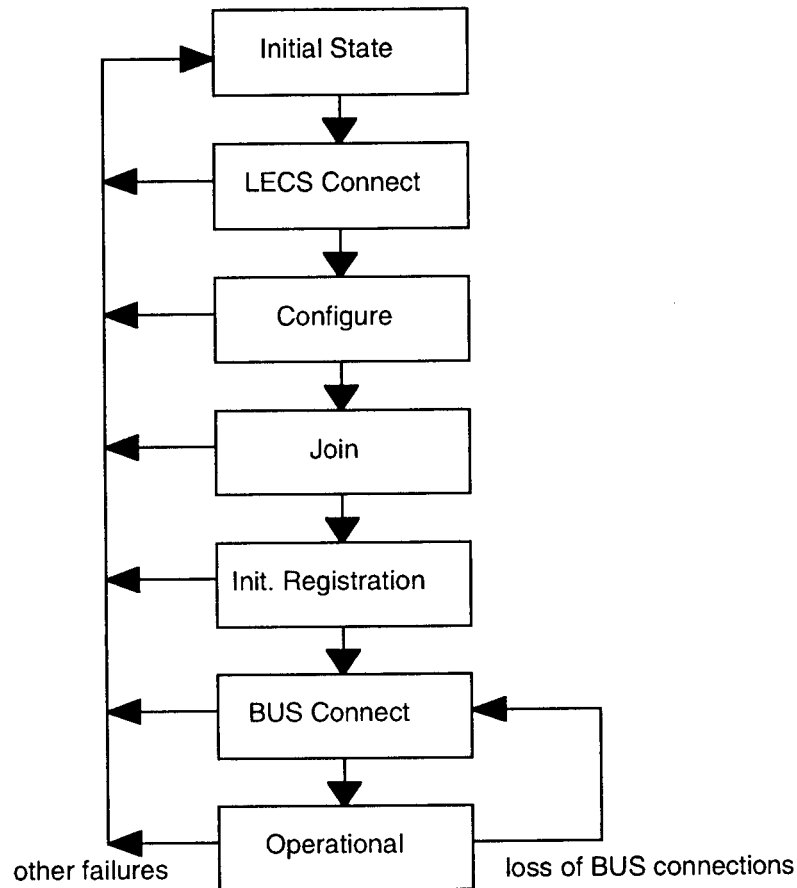 Initial State
LECS Connect
Configure
Join
Init. Registration
BUS Connect
Operational
other failures
loss of BUS connections